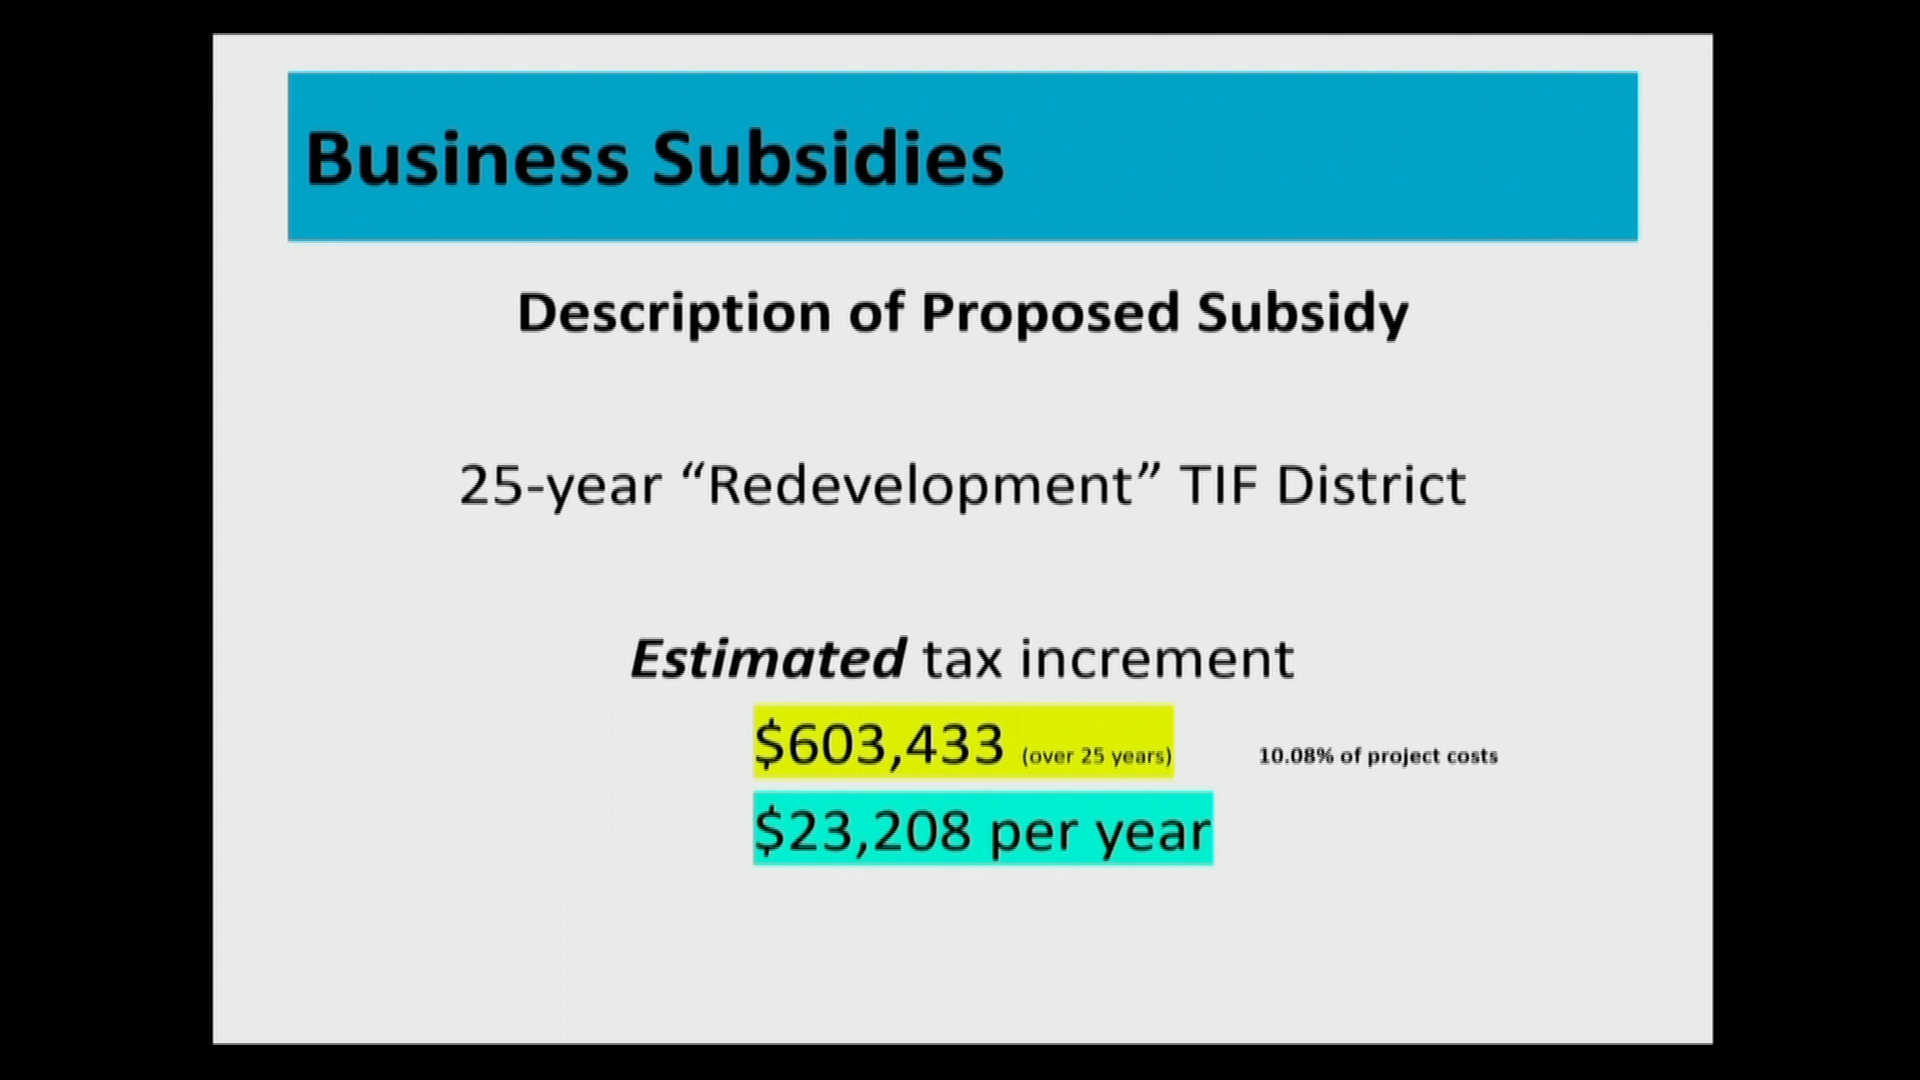 Business Subsidies
Description of Proposed Subsidy
25-year “Redevelopment” TIF District
Estimated tax increment
$603,433 (over 25 years) 10.08% of project costs
$23,208 per year